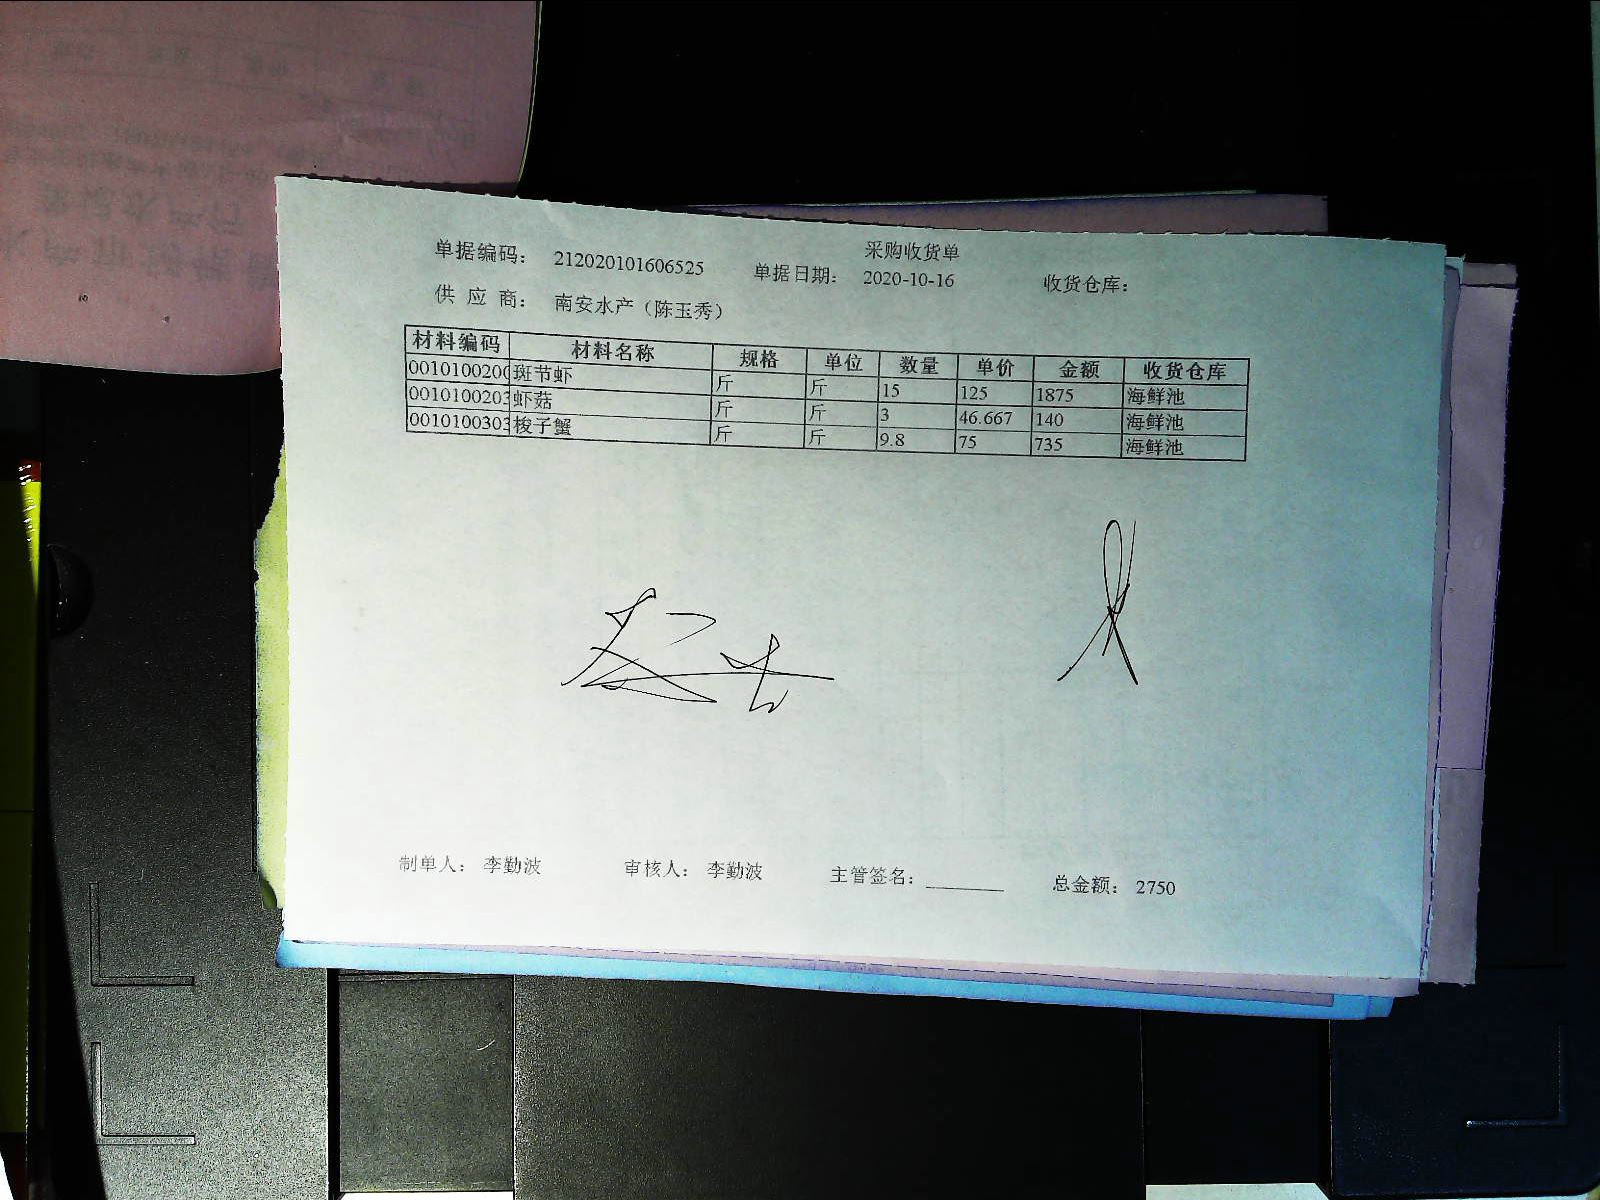 采购收货单
单据编码： 212020101606525 单据日期： 2020-10-16 收货仓库：
供 应 商： 南安水产（陈玉秀）
材料编码 材料名称 规格 单位 数量 单价 金额 收货仓库
0010100200 斑节虾 斤 斤 15 125 1875 海鲜池
0010100203 虾菇 斤 斤 3 46.667 140 海鲜池
0010100303 梭子蟹 斤 斤 9.8 75 735 海鲜池
制单人： 李勤波 审核人： 李勤波 主管签名： ________ 总金额： 2750